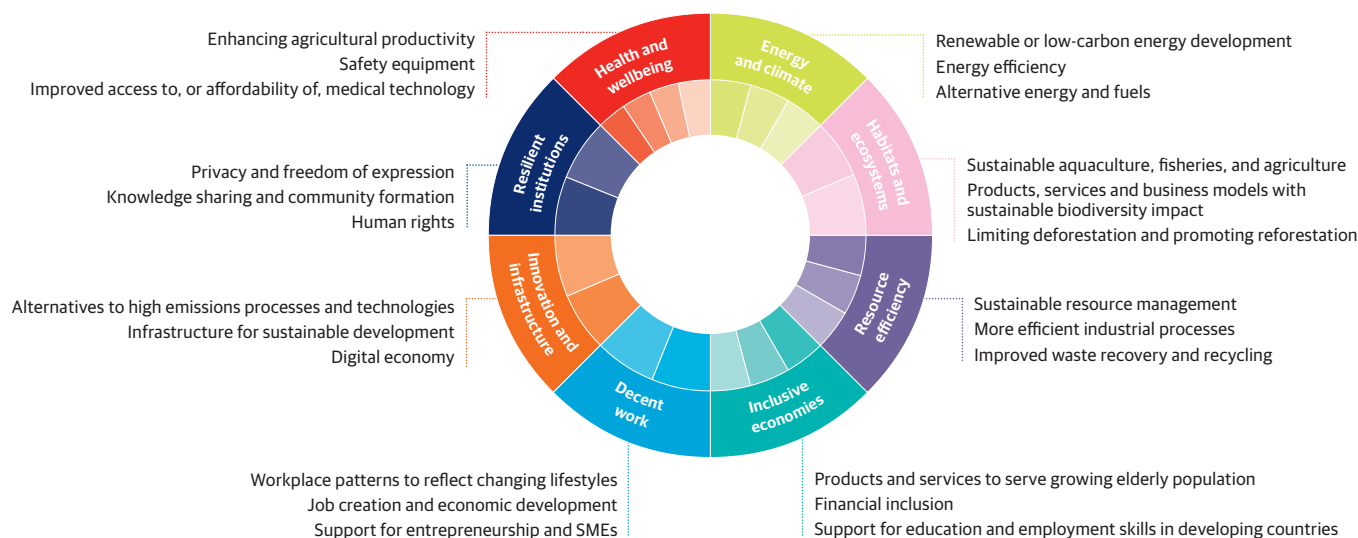 Health and
wellbeing
Enhancing agricultural productivity
Safety equipment
Improved access to, or affordability of, medical technology
Energy
and climate
Renewable or low-carbon energy development
Energy efficiency
Alternative energy and fuels
Resilient
institutions
Privacy and freedom of expression
Knowledge sharing and community formation
Human rights
Habitats and
ecosystems
Sustainable aquaculture, fisheries, and agriculture
Products, services and business models with
sustainable biodiversity impact
Limiting deforestation and promoting reforestation
Innovation and
infrastructure
Alternatives to high emissions processes and technologies
Infrastructure for sustainable development
Digital economy
Resource
efficiency
Sustainable resource management
More efficient industrial processes
Improved waste recovery and recycling
Decent
work
Workplace patterns to reflect changing lifestyles
Job creation and economic development
Support for entrepreneurship and SMEs
Inclusive
economies
Products and services to serve growing elderly population
Financial inclusion
Support for education and employment skills in developing countries